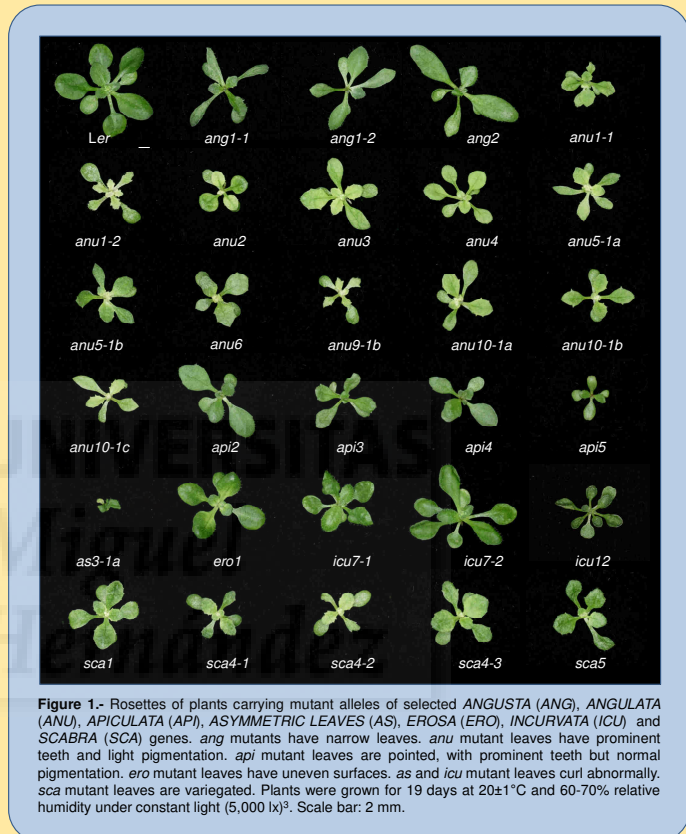 Ler ang1-1 ang1-2 ang2 anu1-1
anu1-2 anu2 anu3 anu4 anu5-1a
anu5-1b anu6 anu9-1b anu10-1a anu10-1b
anu10-1c api2 api3 api4 api5
as3-1a ero1 icu7-1 icu7-2 icu12
sca1 sca4-1 sca4-2 sca4-3 sca5
UNIVERSITAS
Miguel
Hernández
Figure 1.- Rosettes of plants carrying mutant alleles of selected ANGUSTA (ANG), ANGULATA
(ANU), APICULATA (API), ASYMMETRIC LEAVES (AS), EROSA (ERO), INCURVATA (ICU) and
SCABRA (SCA) genes. ang mutants have narrow leaves. anu mutant leaves have prominent
teeth and light pigmentation. api mutant leaves are pointed, with prominent teeth but normal
pigmentation. ero mutant leaves have uneven surfaces. as and icu mutant leaves curl abnormally.
sca mutant leaves are variegated. Plants were grown for 19 days at 20±1°C and 60-70% relative
humidity under constant light (5,000 lx)³. Scale bar: 2 mm.